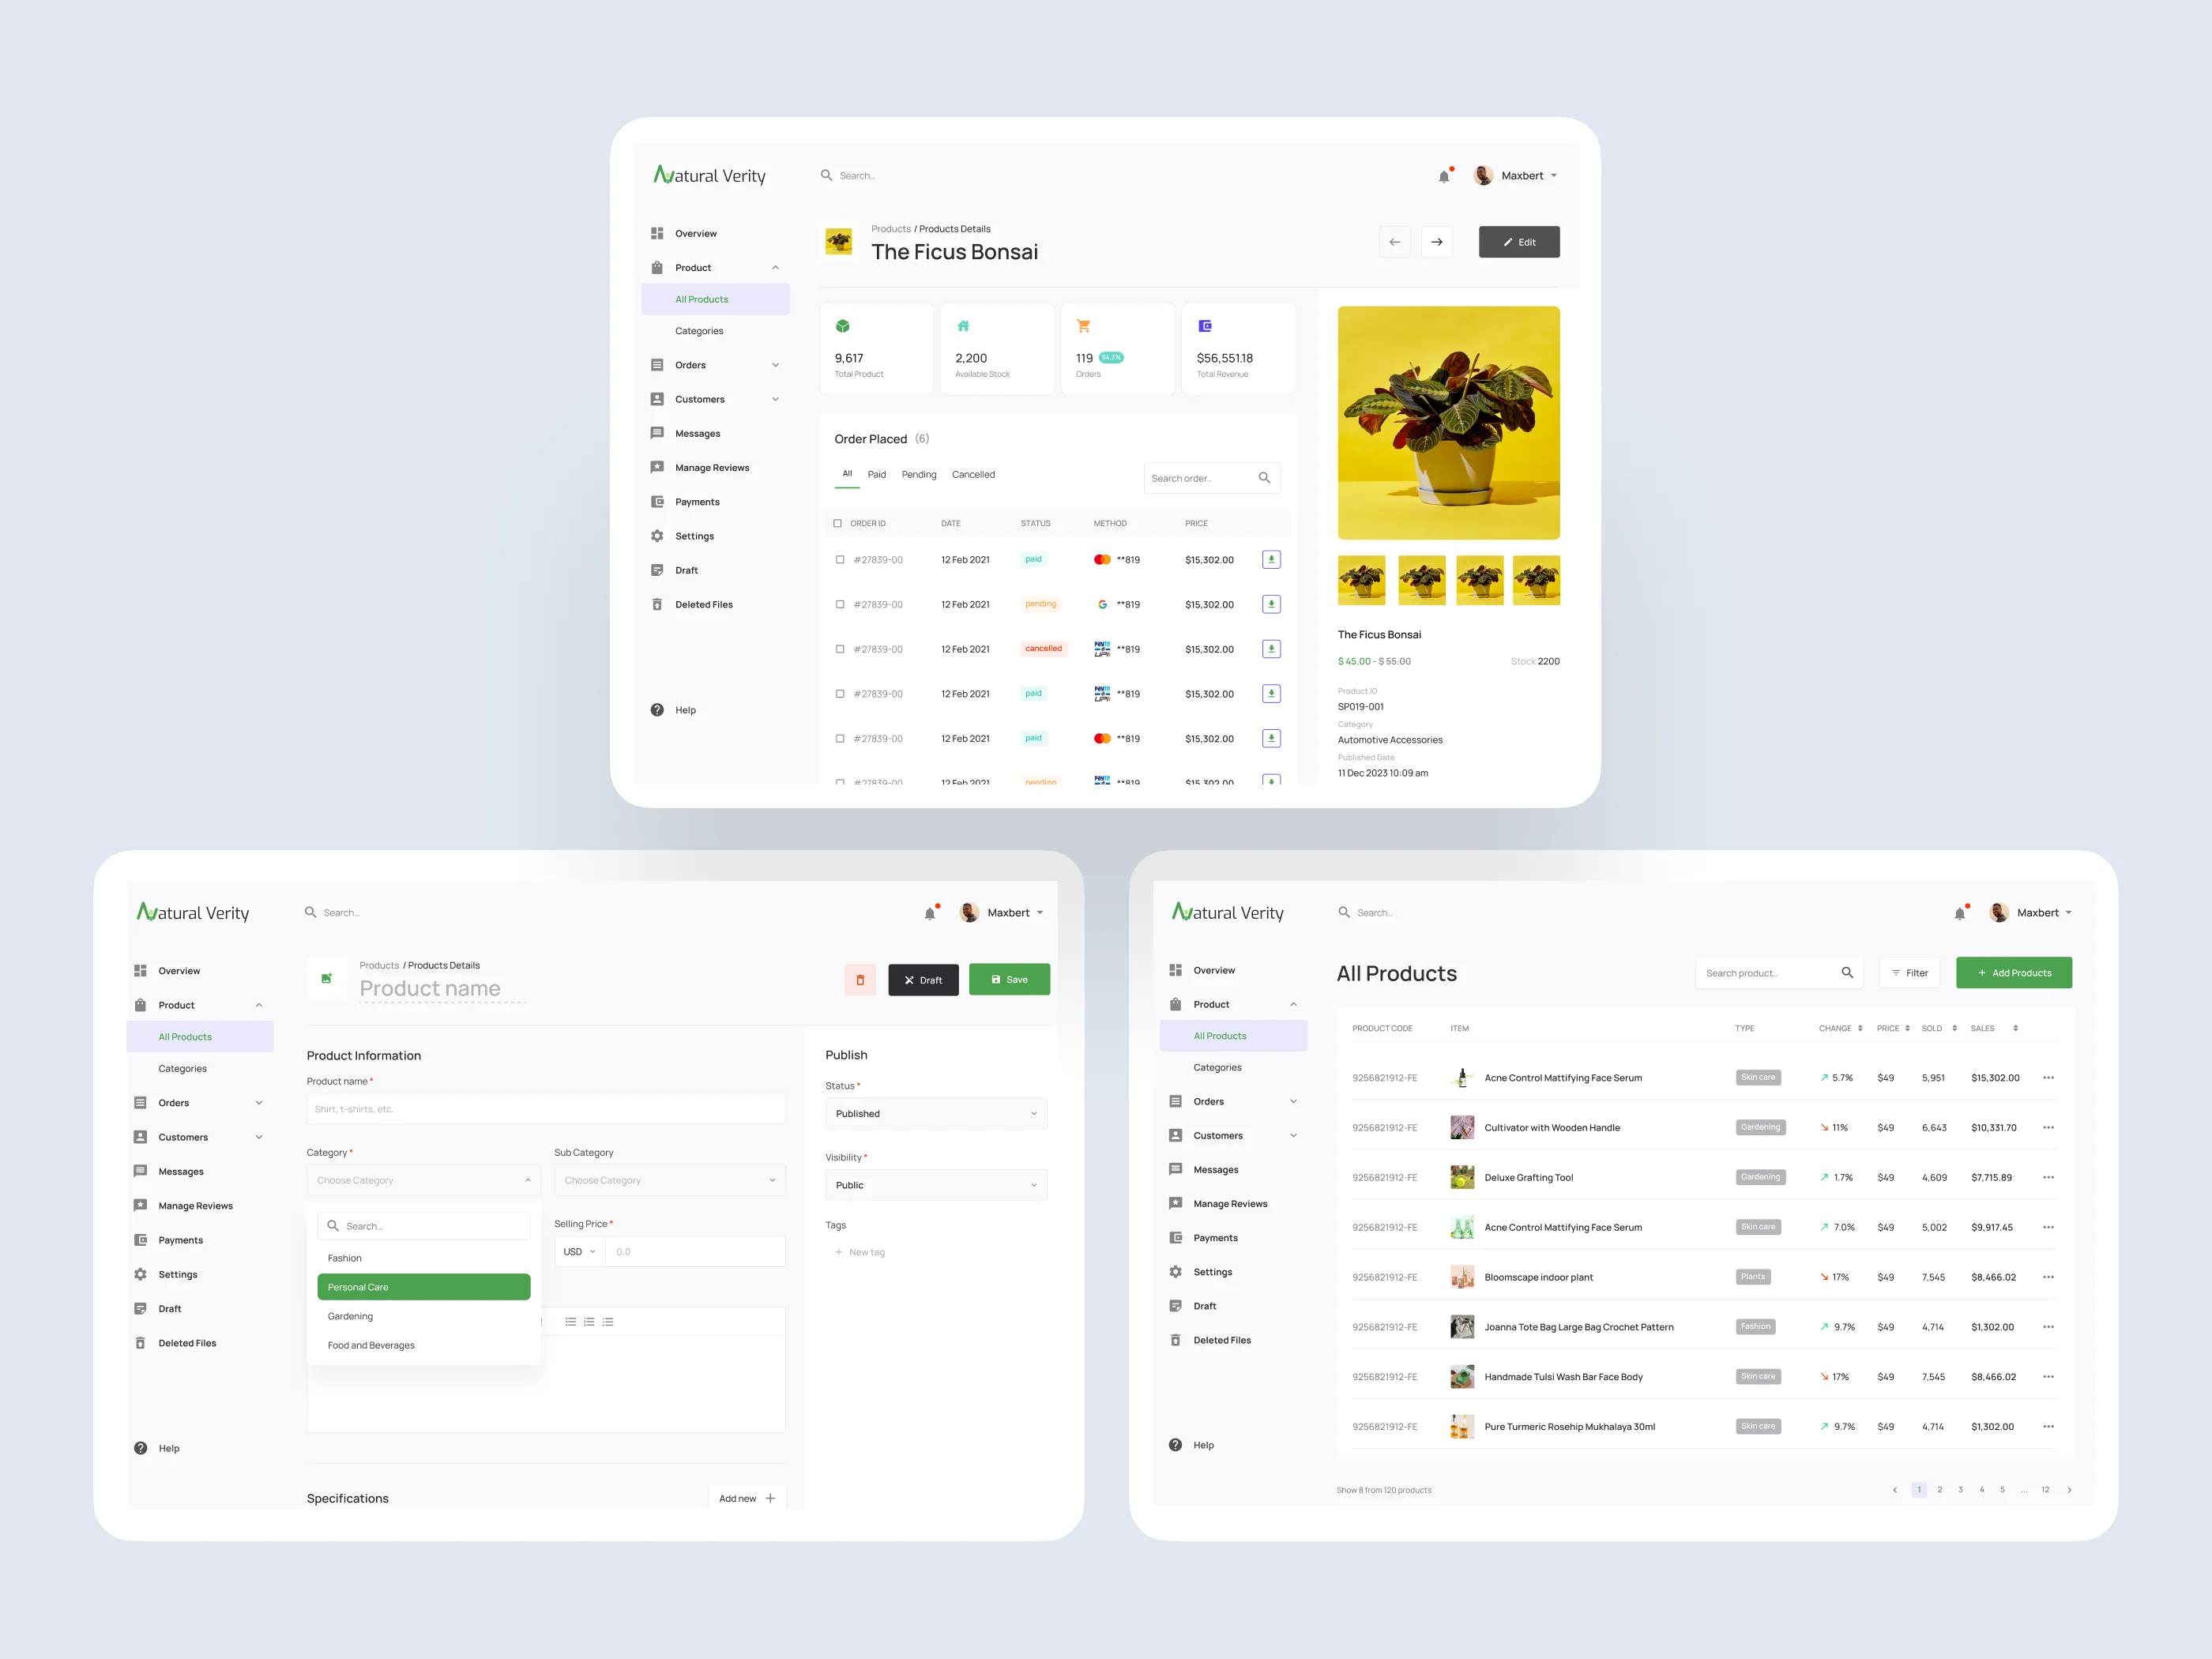 Natural Verity
Search...
Maxbert
Overview
Product
All Products
Categories
Orders
Customers
Messages
Manage Reviews
Payments
Settings
Draft
Deleted Files
Help
Products / Products Details
The Ficus Bonsai
Edit
9,617
Total Product
2,200
Available Stock
119 94.3%
Orders
$56,551.18
Total Revenue
Order Placed (6)
All Paid Pending Cancelled
Search order..
ORDER ID DATE STATUS METHOD PRICE
#27839-00 12 Feb 2021 paid **819 $15,302.00
#27839-00 12 Feb 2021 pending **819 $15,302.00
#27839-00 12 Feb 2021 cancelled **819 $15,302.00
#27839-00 12 Feb 2021 paid **819 $15,302.00
#27839-00 12 Feb 2021 paid **819 $15,302.00
#27839-00 12 Feb 2021 pending **819 $15,302.00
The Ficus Bonsai
$ 45.00 - $ 55.00 Stock 2200
Product ID
SP019-001
Category
Automotive Accessories
Published Date
11 Dec 2023 10:09 am
Natural Verity
Search...
Maxbert
Overview
Product
All Products
Categories
Orders
Customers
Messages
Manage Reviews
Payments
Settings
Draft
Deleted Files
Help
Products / Products Details
Product name
Draft
Save
Product Information
Product name *
Shirt, t-shirts, etc.
Category *
Choose Category
Sub Category
Choose Category
Search...
Fashion
Personal Care
Gardening
Food and Beverages
Selling Price *
USD 0.0
Specifications
Add new
Publish
Status *
Published
Visibility *
Public
Tags
New tag
Natural Verity
Search...
Maxbert
Overview
Product
All Products
Categories
Orders
Customers
Messages
Manage Reviews
Payments
Settings
Draft
Deleted Files
Help
All Products
Search product..
Filter
Add Products
PRODUCT CODE ITEM TYPE CHANGE PRICE SOLD SALES
9256821912-FE Acne Control Mattifying Face Serum Skin care 5.7% $49 5,951 $15,302.00
9256821912-FE Cultivator with Wooden Handle Gardening 11% $49 6,643 $10,331.70
9256821912-FE Deluxe Grafting Tool Gardening 1.7% $49 4,609 $7,715.89
9256821912-FE Acne Control Mattifying Face Serum Skin care 7.0% $49 5,002 $9,917.45
9256821912-FE Bloomscape indoor plant Plants 17% $49 7,545 $8,466.02
9256821912-FE Joanna Tote Bag Large Bag Crochet Pattern Fashion 9.7% $49 4,714 $1,302.00
9256821912-FE Handmade Tulsi Wash Bar Face Body Skin care 17% $49 7,545 $8,466.02
9256821912-FE Pure Turmeric Rosehip Mukhalaya 30ml Skin care 9.7% $49 4,714 $1,302.00
Show 8 from 120 products
1 2 3 4 5 ... 12